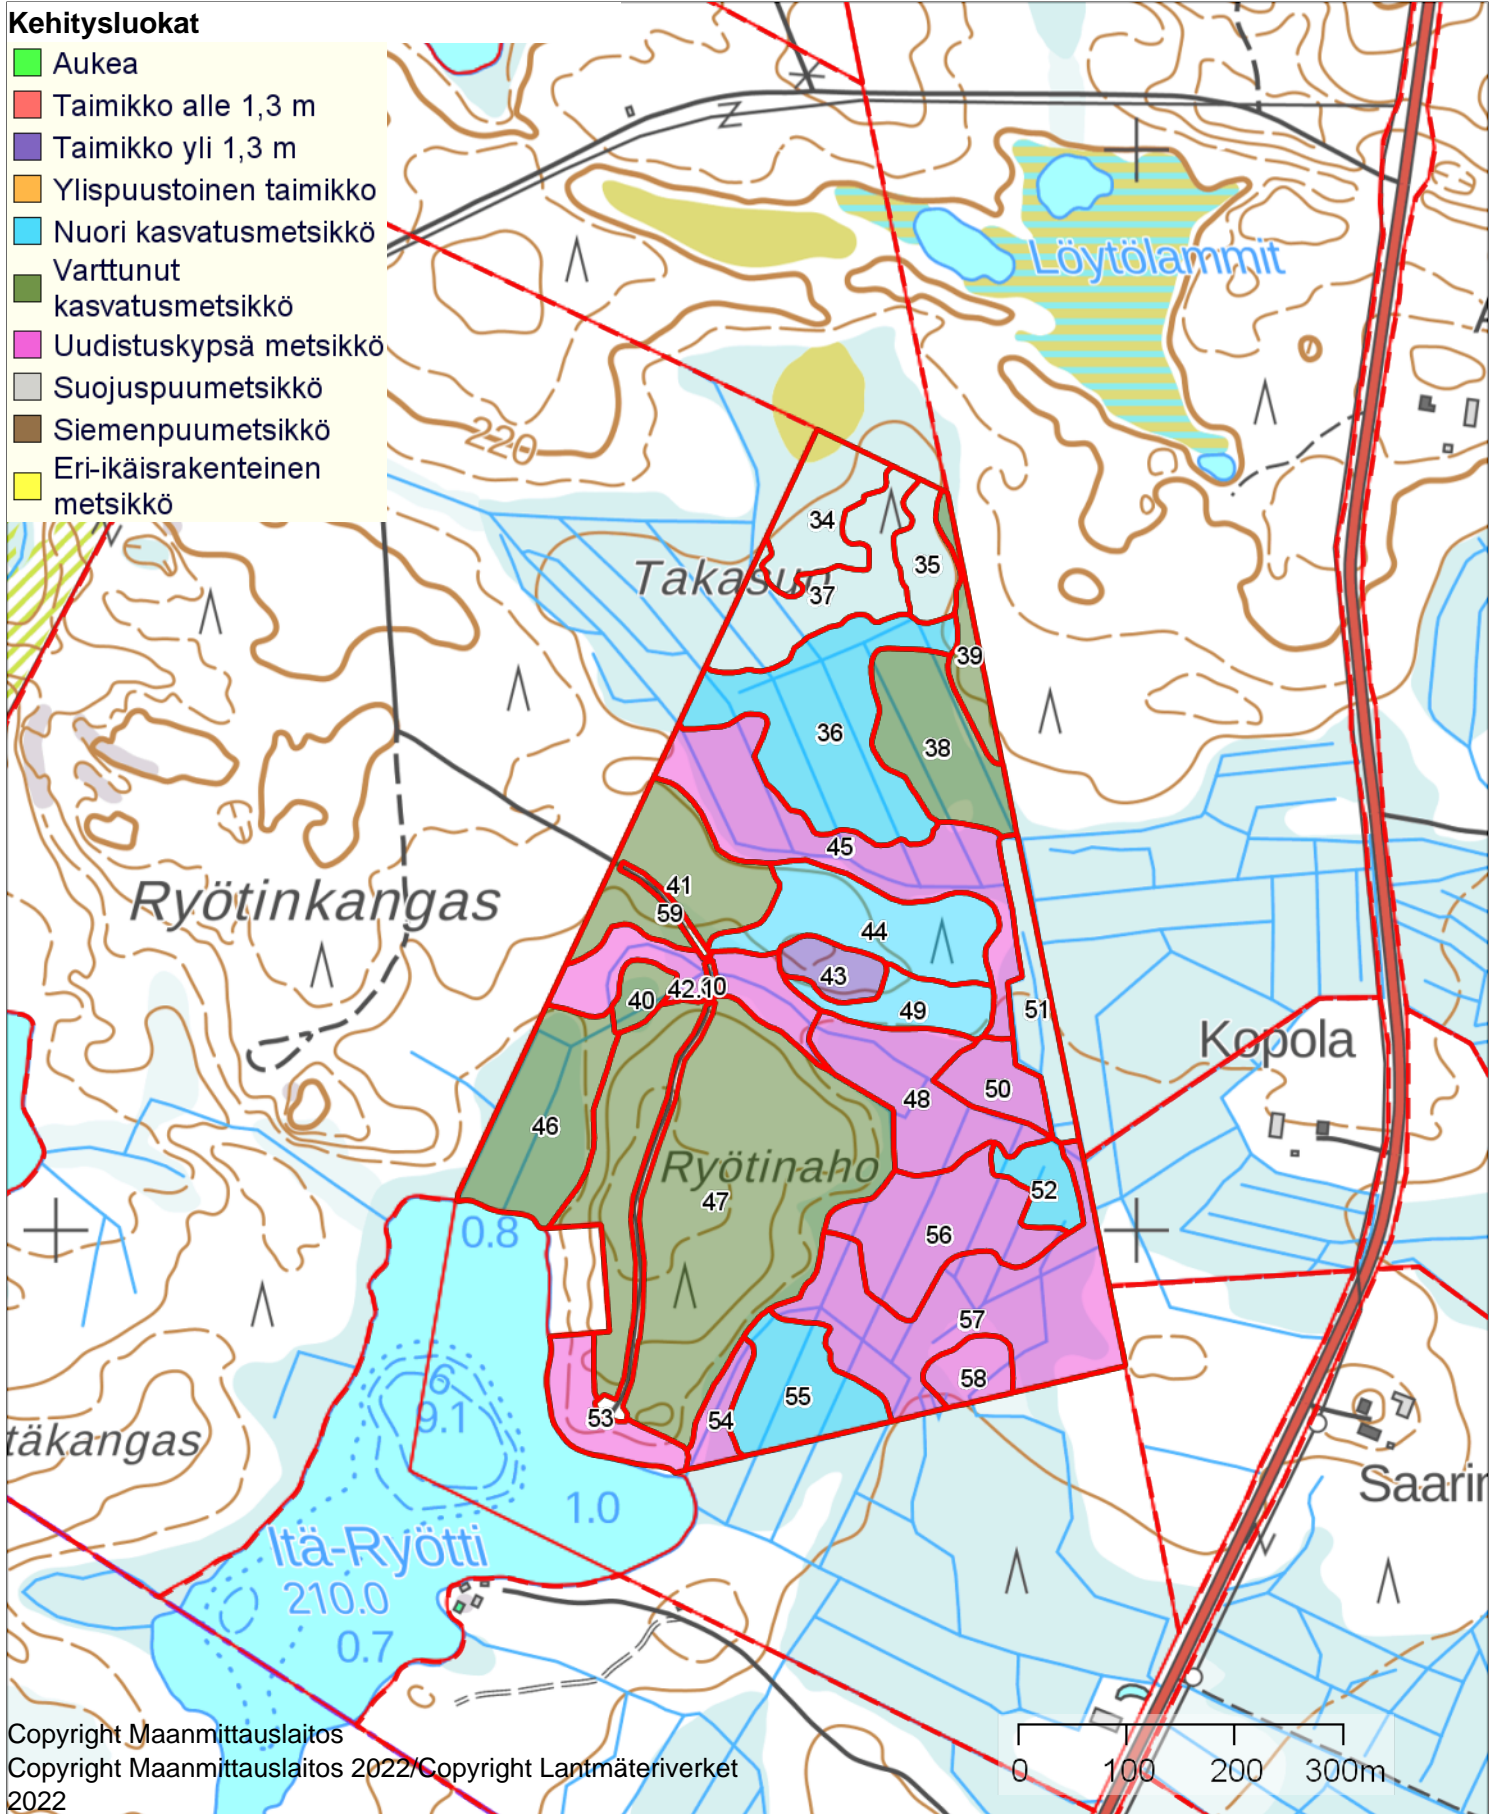 Kehitysluokat
Aukea
Taimikko alle 1,3 m
Taimikko yli 1,3 m
Ylispuustoinen taimikko
Nuori kasvatusmetsikkö
Varttunut
kasvatusmetsikkö
Uudistuskypsä metsikkö
Suojuspuumetsikkö
Siemenpuumetsikkö
Eri-ikäisrakenteinen
metsikkö
Löytölammit
220
34
35
Takasuo
37
39
36
38
45
41
59
44
Ryötinkangas
43
42.1
40
49
51
Kopola
50
48
46
Ryötinaho
52
47
0.8
56
57
58
6
9.1
55
53
54
täkangas
Saarin
1.0
Itä-Ryötti
210.0
0.7
Copyright Maanmittauslaitos
Copyright Maanmittauslaitos 2022/Copyright Lantmäteriverket
2022
0 100 200 300m